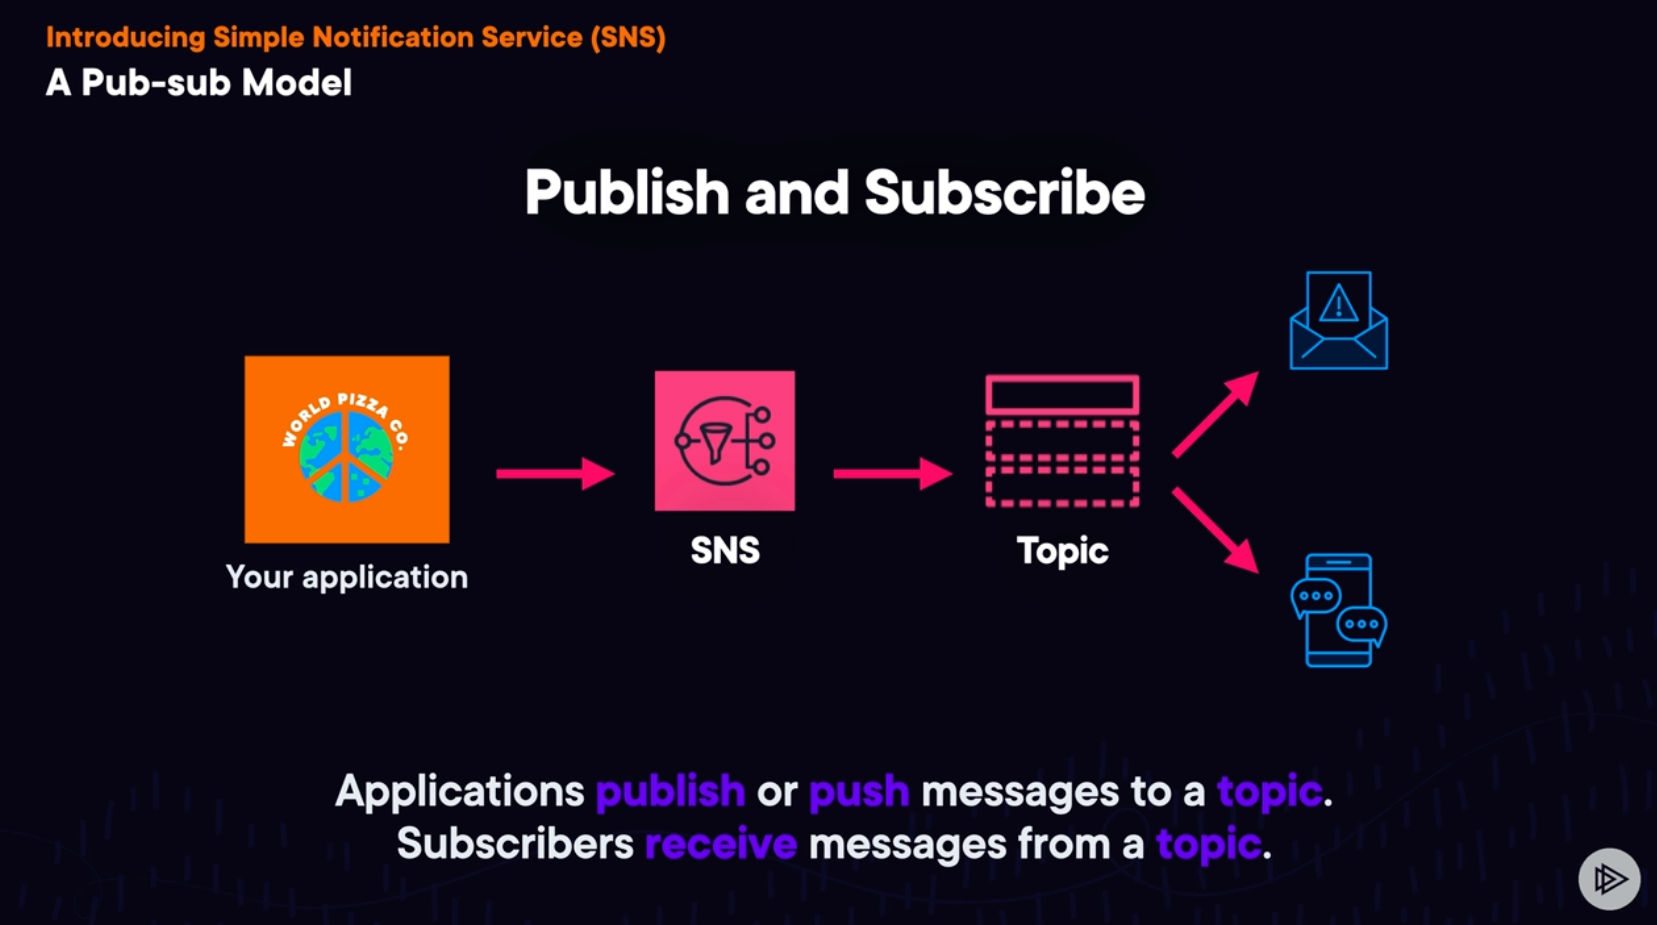 Introducing Simple Notification Service (SNS)
A Pub-sub Model
Publish and Subscribe
WORLD PIZZA CO.
Your application
SNS
Topic
Applications publish or push messages to a topic.
Subscribers receive messages from a topic.